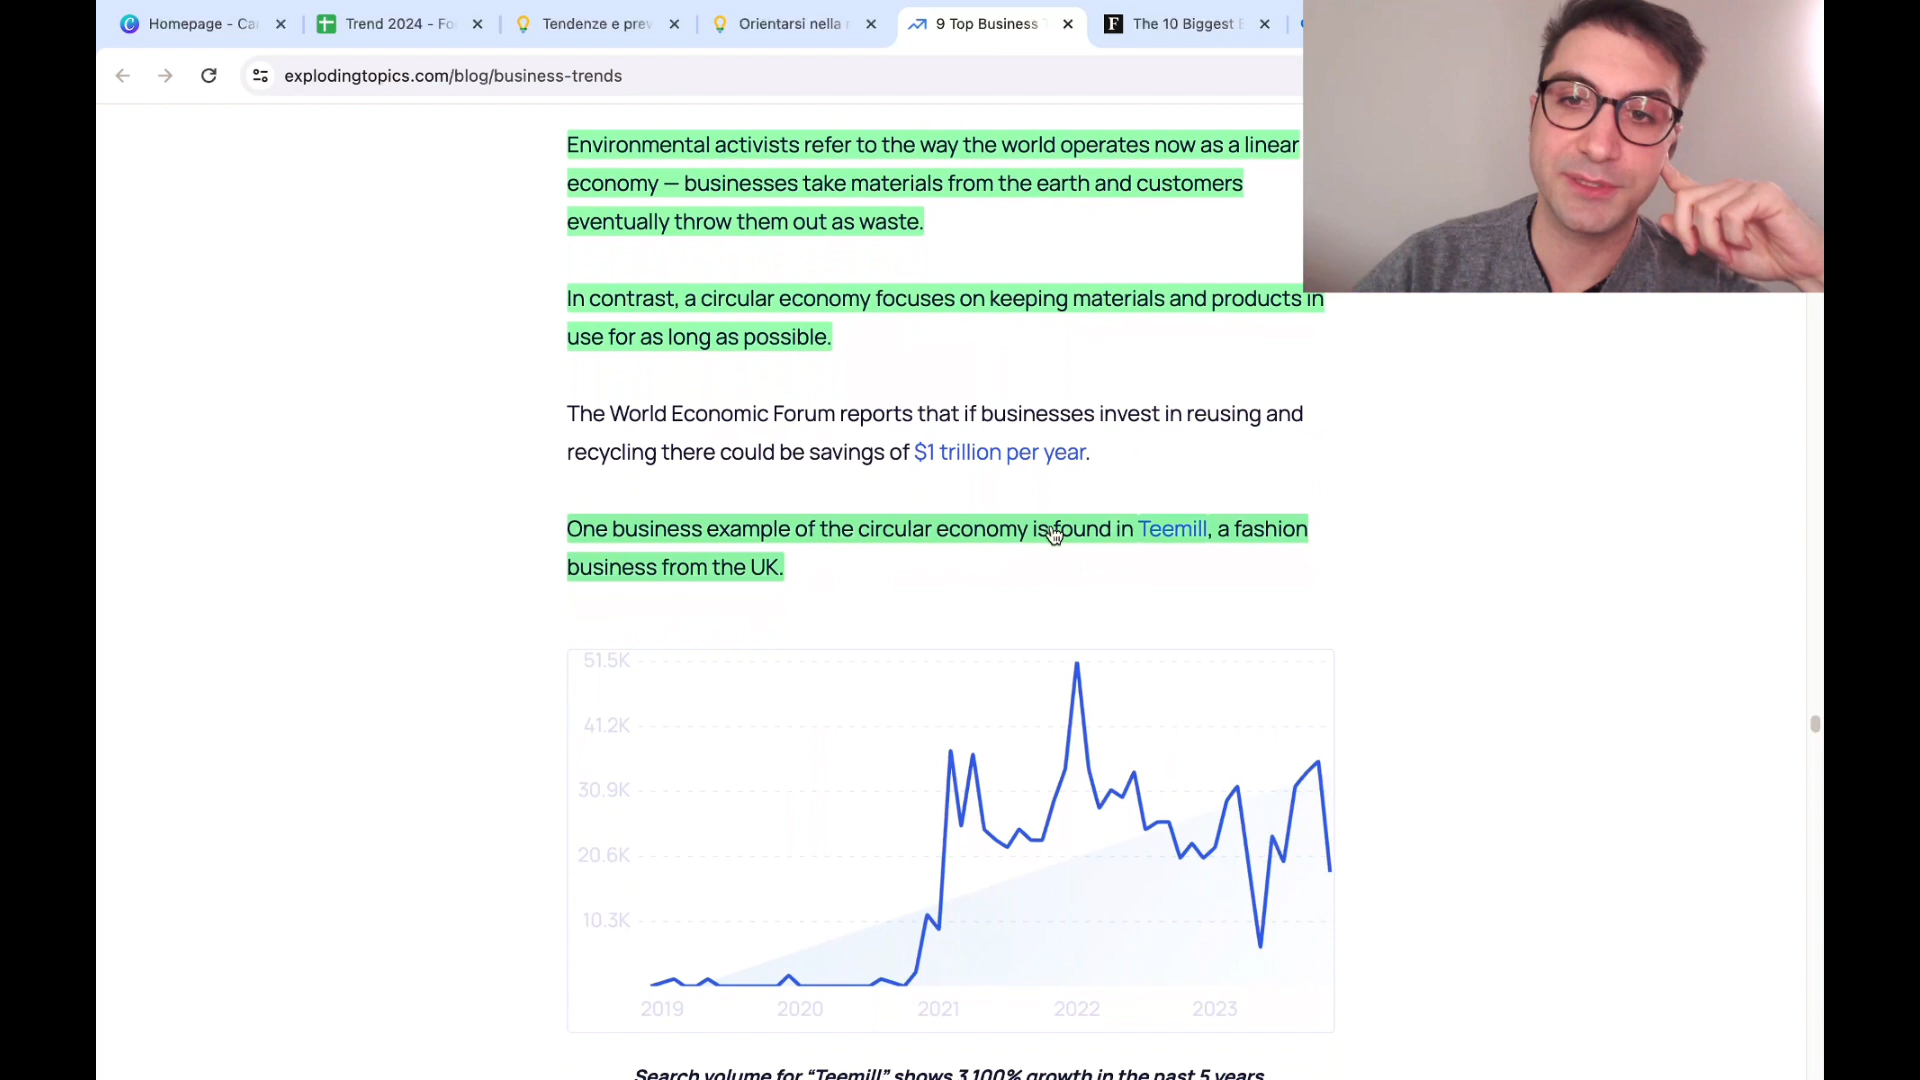 Homepage - Ca
Trend 2024 - Fo
Tendenze e prev
Orientarsi nella
9 Top Business
The 10 Biggest
explodingtopics.com/blog/business-trends
Environmental activists refer to the way the world operates now as a linear
economy — businesses take materials from the earth and customers
eventually throw them out as waste.
In contrast, a circular economy focuses on keeping materials and products in
use for as long as possible.
The World Economic Forum reports that if businesses invest in reusing and
recycling there could be savings of $1 trillion per year.
One business example of the circular economy is found in Teemill, a fashion
business from the UK.
51.5K
41.2K
30.9K
20.6K
10.3K
2019 2020 2021 2022 2023
Search volume for “Teemill” shows 3,100% growth in the past 5 years